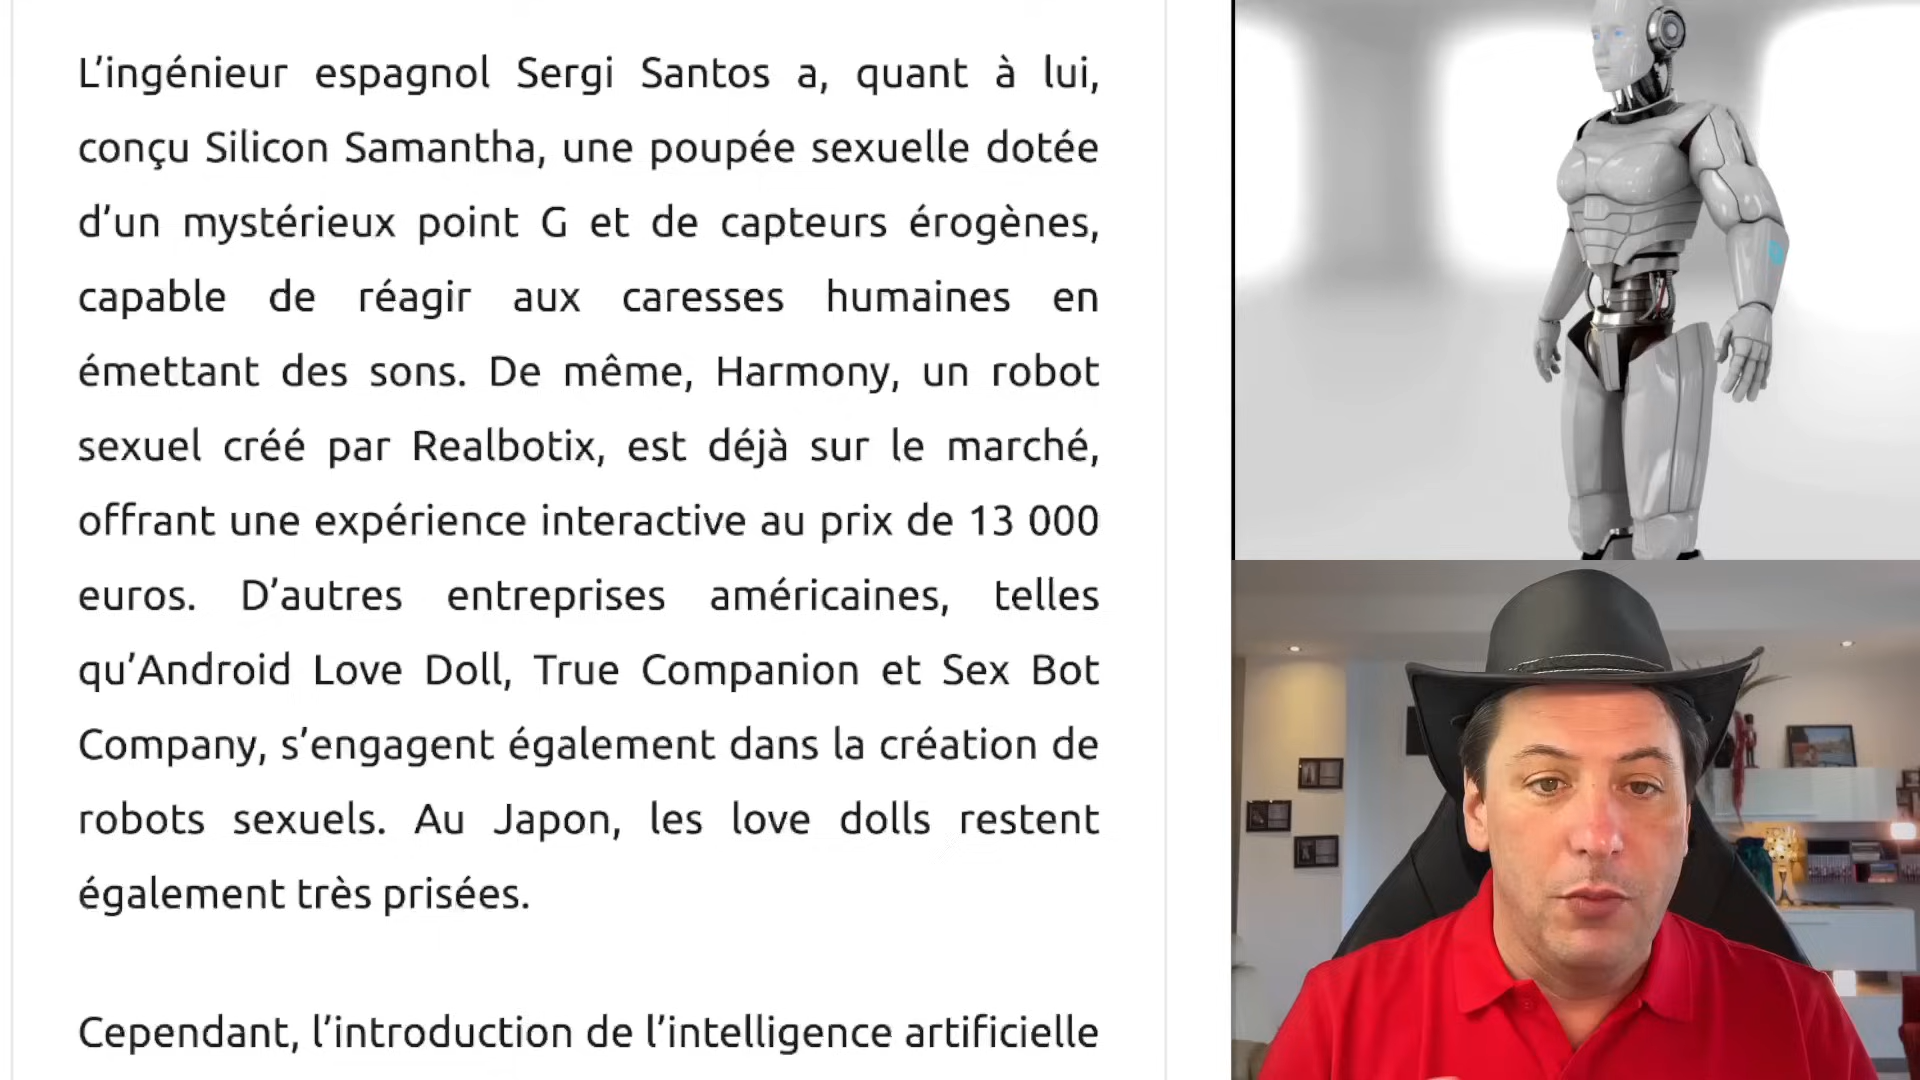 L’ingénieur espagnol Sergi Santos a, quant à lui,
conçu Silicon Samantha, une poupée sexuelle dotée
d’un mystérieux point G et de capteurs érogènes,
capable de réagir aux caresses humaines en
émettant des sons. De même, Harmony, un robot
sexuel créé par Realbotix, est déjà sur le marché,
offrant une expérience interactive au prix de 13 000
euros. D’autres entreprises américaines, telles
qu’Android Love Doll, True Companion et Sex Bot
Company, s’engagent également dans la création de
robots sexuels. Au Japon, les love dolls restent
également très prisées.
Cependant, l’introduction de l’intelligence artificielle